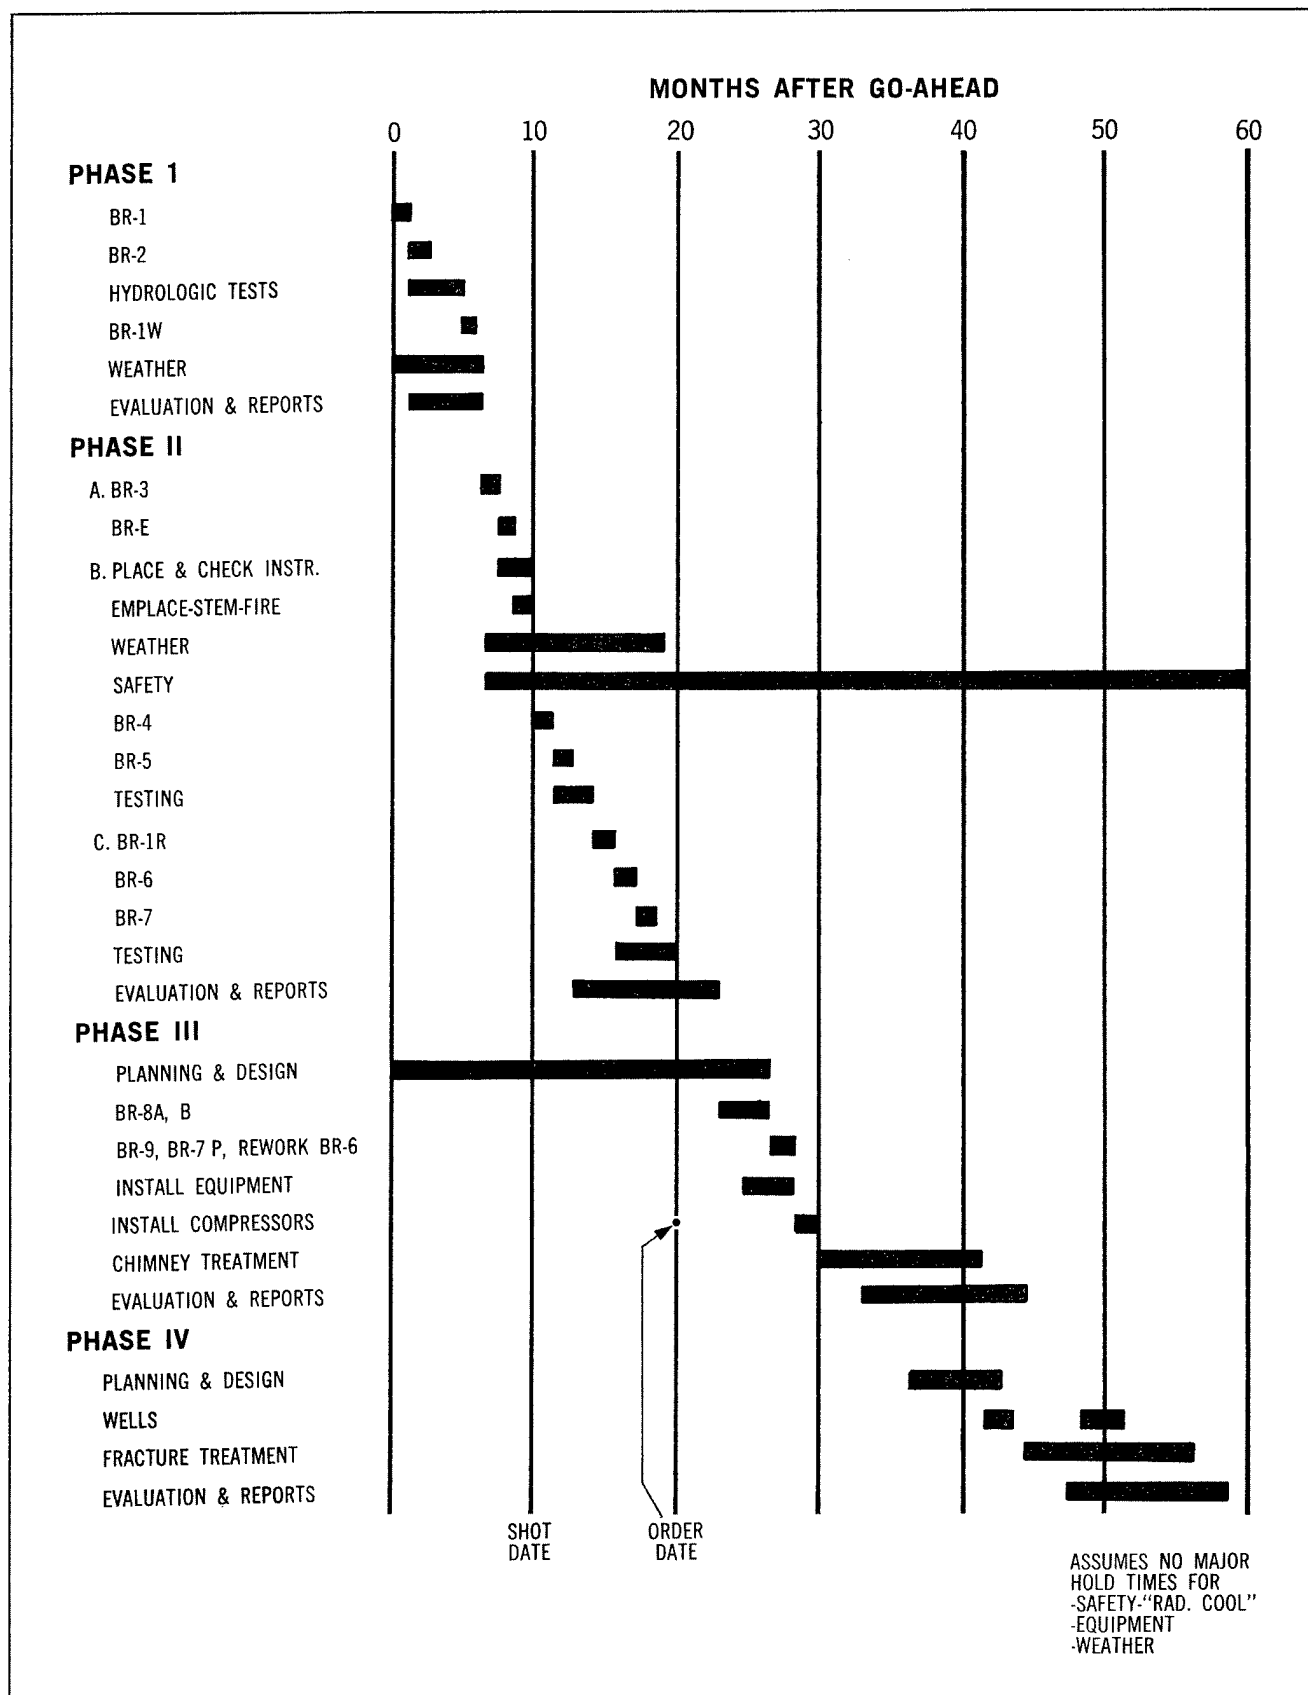 MONTHS AFTER GO-AHEAD
0 10 20 30 40 50 60
PHASE 1
BR-1
BR-2
HYDROLOGIC TESTS
BR-1W
WEATHER
EVALUATION & REPORTS
PHASE II
A. BR-3
BR-E
B. PLACE & CHECK INSTR.
EMPLACE-STEM-FIRE
WEATHER
SAFETY
BR-4
BR-5
TESTING
C. BR-1R
BR-6
BR-7
TESTING
EVALUATION & REPORTS
PHASE III
PLANNING & DESIGN
BR-8A, B
BR-9, BR-7 P, REWORK BR-6
INSTALL EQUIPMENT
INSTALL COMPRESSORS
CHIMNEY TREATMENT
EVALUATION & REPORTS
PHASE IV
PLANNING & DESIGN
WELLS
FRACTURE TREATMENT
EVALUATION & REPORTS
SHOT
DATE
ORDER
DATE
ASSUMES NO MAJOR
HOLD TIMES FOR
-SAFETY-"RAD. COOL"
-EQUIPMENT
-WEATHER